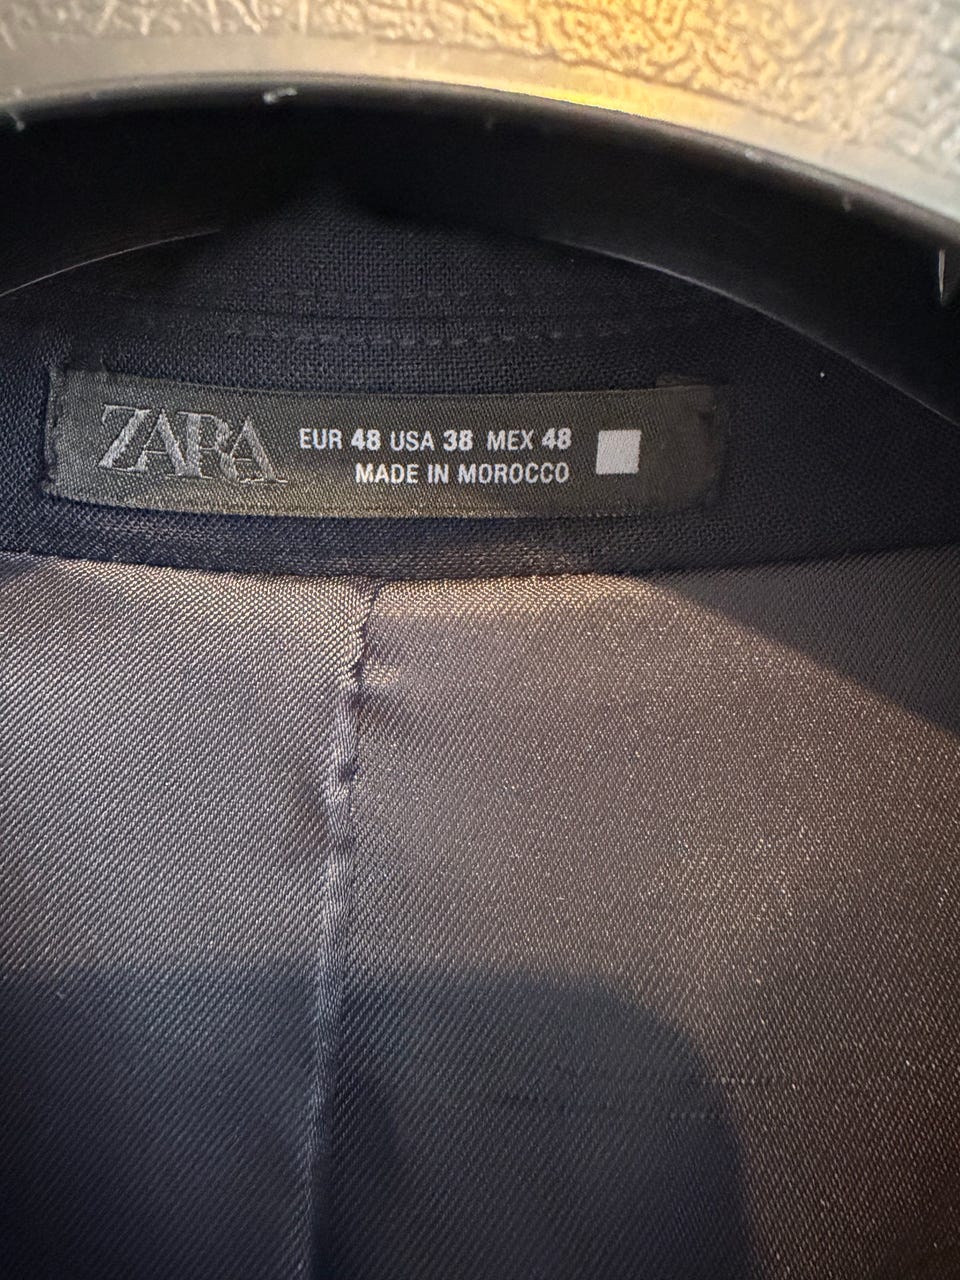 ZARA
EUR 48 USA 38 MEX 48
MADE IN MOROCCO